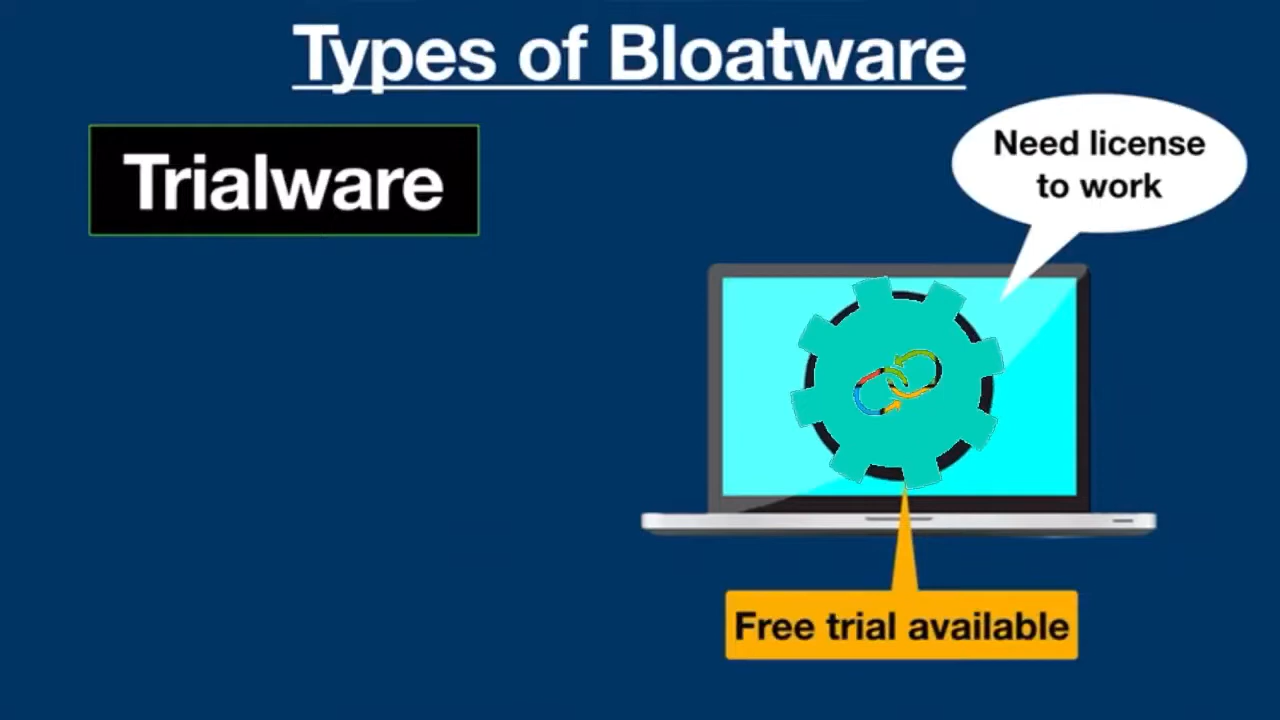 Types of Bloatware
Trialware
Need license
to work
Free trial available